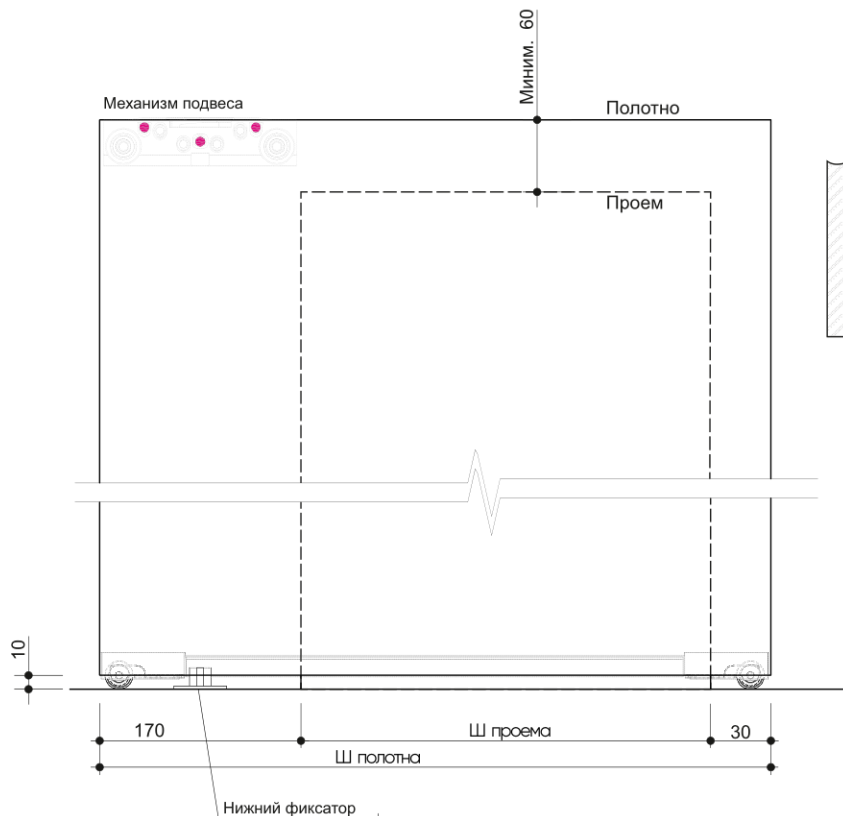 Миним. 60
Механизм подвеса
Полотно
Проем
10
170
Ш проема
30
Ш полотна
Нижний фиксатор